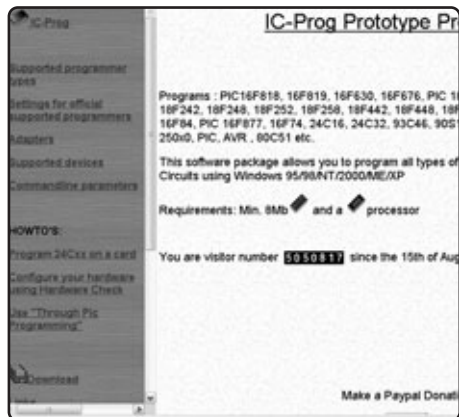 IC-Prog
Supported programmer
types
Settings for official
supported programmers
Adapters
Supported devices
Commandline parameters
HOWTO'S:
Program 24Cxx on a card
Configure your hardware
using Hardware Check
Use "Through Pic
Programming"
Download
IC-Prog Prototype Pr
Programs : PIC16F818, 16F819, 16F630, 16F676, PIC 18
18F242, 18F248, 18F252, 18F258, 18F442, 18F448, 18F
16F84, PIC 16F877, 16F74, 24C16, 24C32, 93C46, 90S1
250x0, PIC, AVR , 80C51 etc.
This software package allows you to program all types of
Circuits using Windows 95/98/NT/2000/ME/XP
Requirements: Min. 8Mb and a processor
You are visitor number 5050817 since the 15th of Aug
Make a Paypal Donati